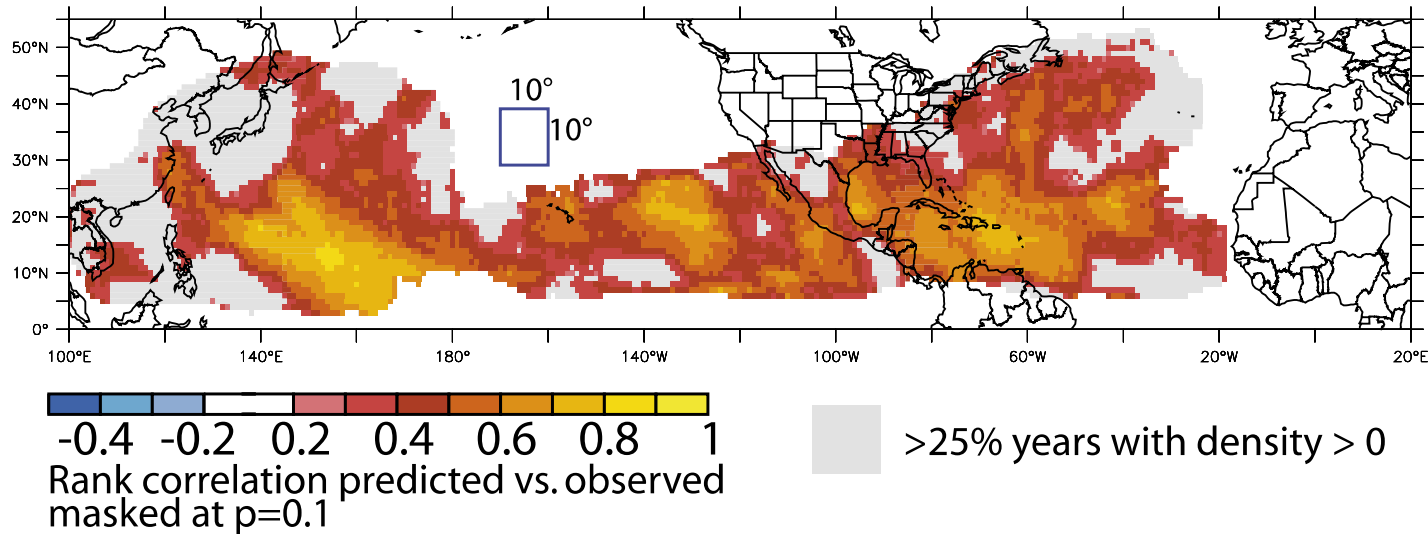 50°N
40°N
30°N
20°N
10°N
0°
10°
10°
100°E 140°E 180° 140°W 100°W 60°W 20°W 20°E
-0.4 -0.2 0.2 0.4 0.6 0.8 1
Rank correlation predicted vs. observed
masked at p=0.1
>25% years with density > 0